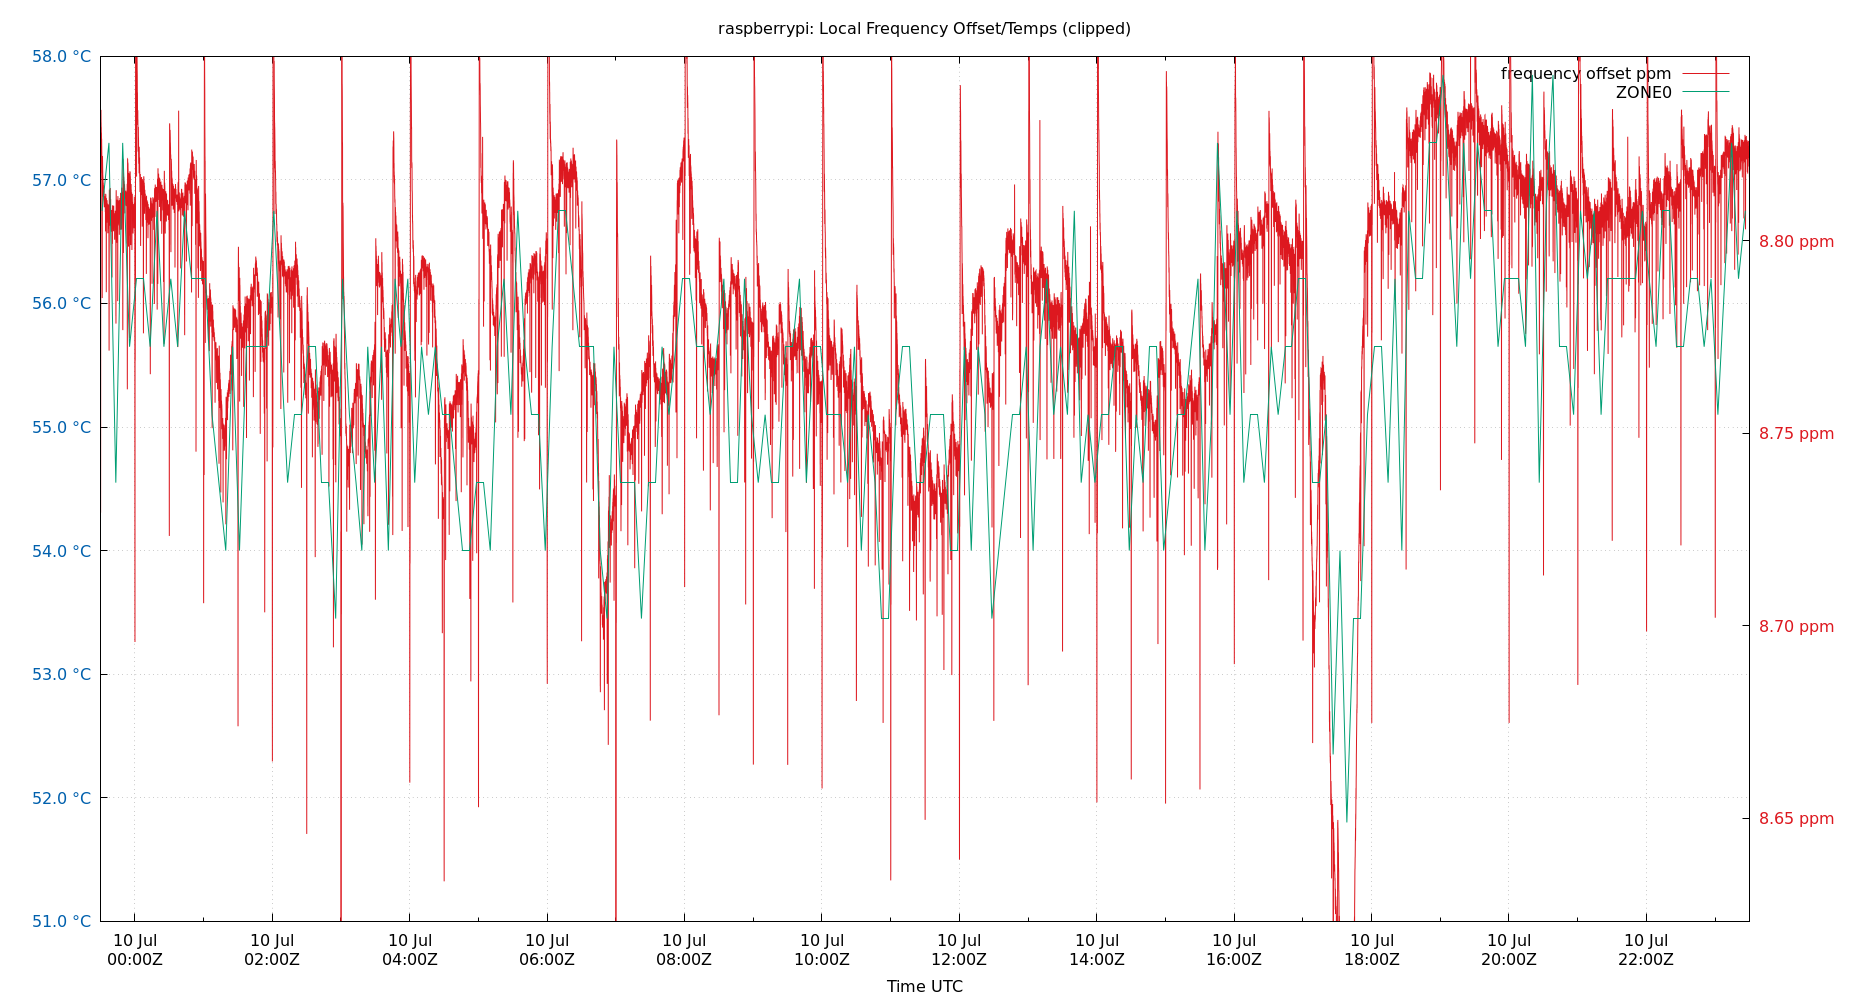 raspberrypi: Local Frequency Offset/Temps (clipped)
58.0 °C
57.0 °C
56.0 °C
55.0 °C
54.0 °C
53.0 °C
52.0 °C
51.0 °C
frequency offset ppm
ZONE0
8.80 ppm
8.75 ppm
8.70 ppm
8.65 ppm
10 Jul 10 Jul 10 Jul 10 Jul 10 Jul 10 Jul 10 Jul 10 Jul 10 Jul 10 Jul 10 Jul 10 Jul
00:00Z 02:00Z 04:00Z 06:00Z 08:00Z 10:00Z 12:00Z 14:00Z 16:00Z 18:00Z 20:00Z 22:00Z
Time UTC